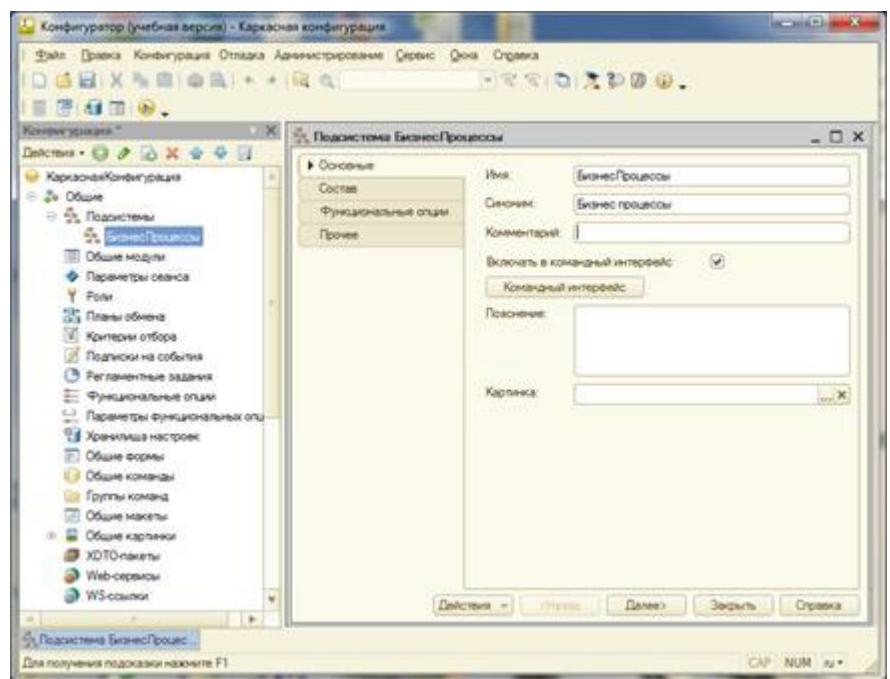 Конфигуратор (учебная версия) - Каркасная конфигурация
Файл Правка Конфигурация Отладка Администрирование Сервис Окна Справка
Конфигурация *
Действия
КаркаснаяКонфигурация
Общие
Подсистемы
БизнесПроцессы
Общие модули
Параметры сеанса
Роли
Планы обмена
Критерии отбора
Подписки на события
Регламентные задания
Функциональные опции
Параметры функциональных опц
Хранилища настроек
Общие формы
Общие команды
Группы команд
Общие макеты
Общие картинки
XDTO-пакеты
Web-сервисы
WS-ссылки
Подсистема БизнесПроцессы
Основные
Состав
Функциональные опции
Прочее
Имя: БизнесПроцессы
Синоним: Бизнес процессы
Комментарий:
Включать в командный интерфейс
Командный интерфейс
Пояснение:
Картинка:
Действия <Назад Далее> Закрыть Справка
Подсистема БизнесПроцес...
Для получения подсказки нажмите F1
CAP NUM ru